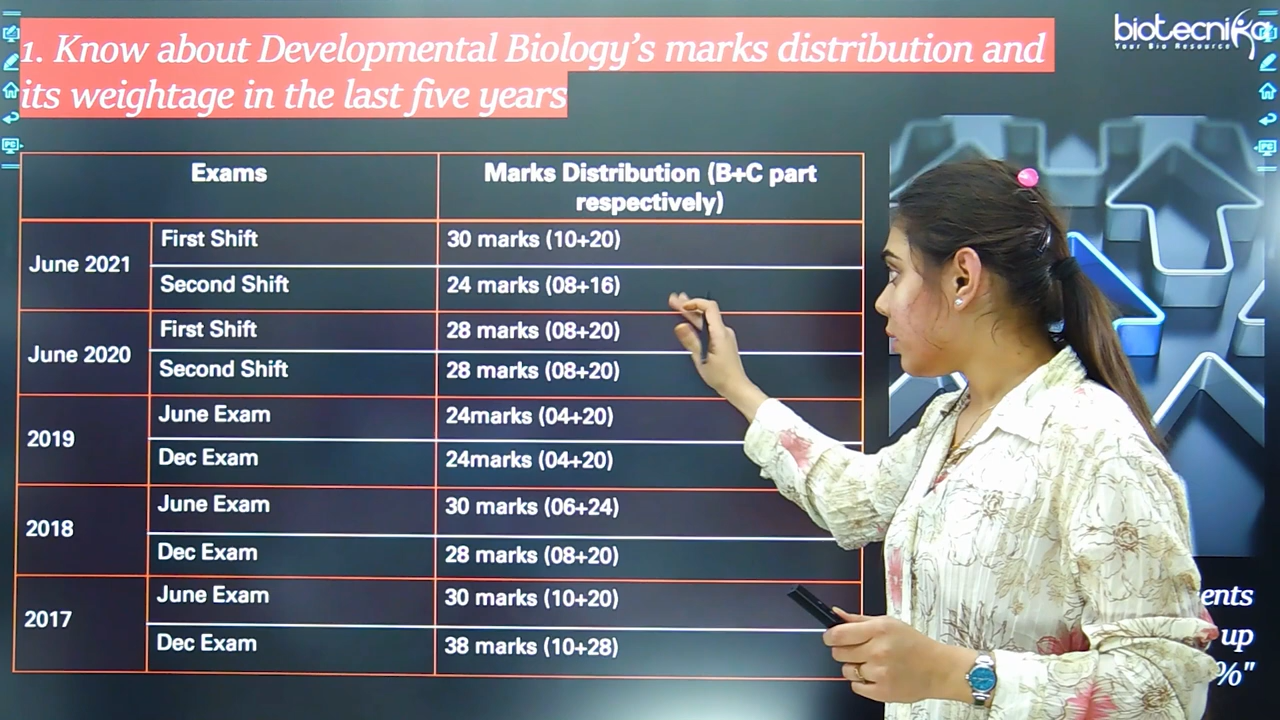 biotecnika
Your Bio Resource
1. Know about Developmental Biology's marks distribution and
its weightage in the last five years
Exams
Marks Distribution (B+C part
respectively)
June 2021
First Shift
30 marks (10+20)
Second Shift
24 marks (08+16)
June 2020
First Shift
28 marks (08+20)
Second Shift
28 marks (08+20)
2019
June Exam
24marks (04+20)
Dec Exam
24marks (04+20)
2018
June Exam
30 marks (06+24)
Dec Exam
28 marks (08+20)
2017
June Exam
30 marks (10+20)
Dec Exam
38 marks (10+28)
ents
up
%"
PC
PC